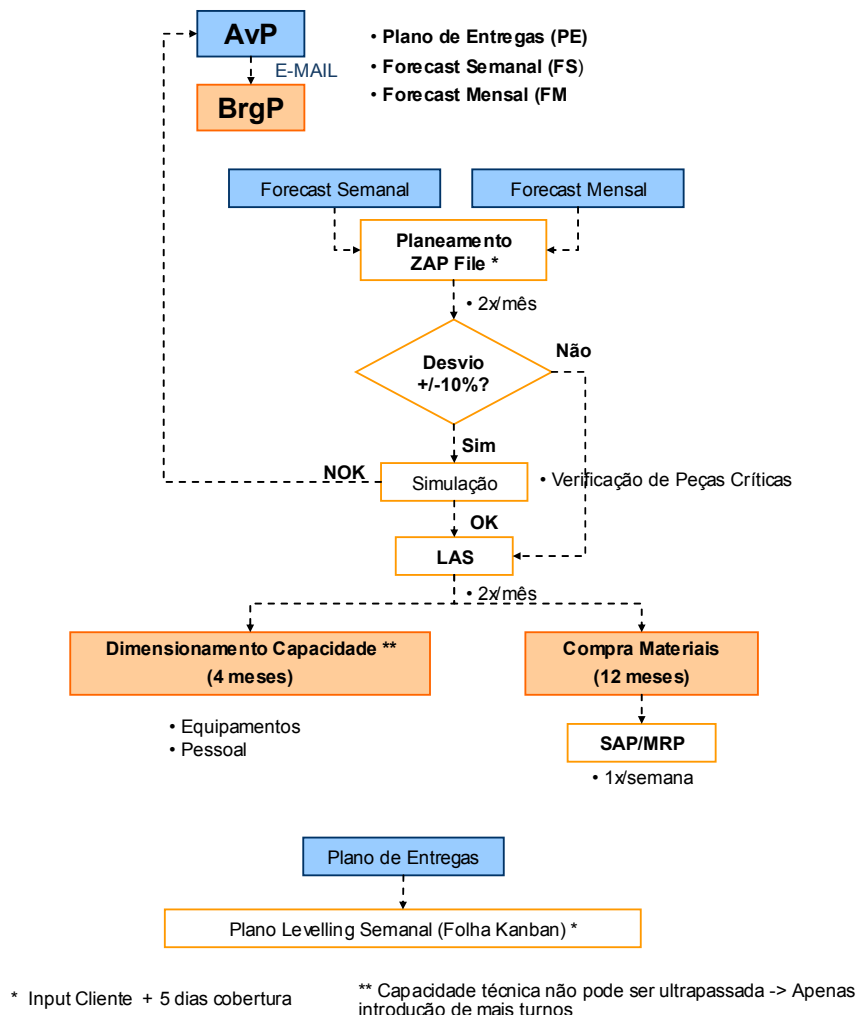 AvP
E-MAIL
BrgP
• Plano de Entregas (PE)
• Forecast Semanal (FS)
• Forecast Mensal (FM
Forecast Semanal
Forecast Mensal
Planeamento
ZAP File *
• 2x/mês
Desvio
+/-10%?
Não
Sim
NOK
Simulação
• Verificação de Peças Críticas
OK
LAS
• 2x/mês
Dimensionamento Capacidade **
(4 meses)
Compra Materiais
(12 meses)
• Equipamentos
• Pessoal
SAP/MRP
• 1x/semana
Plano de Entregas
Plano Levelling Semanal (Folha Kanban) *
* Input Cliente + 5 dias cobertura
** Capacidade técnica não pode ser ultrapassada -> Apenas
introdução de mais turnos